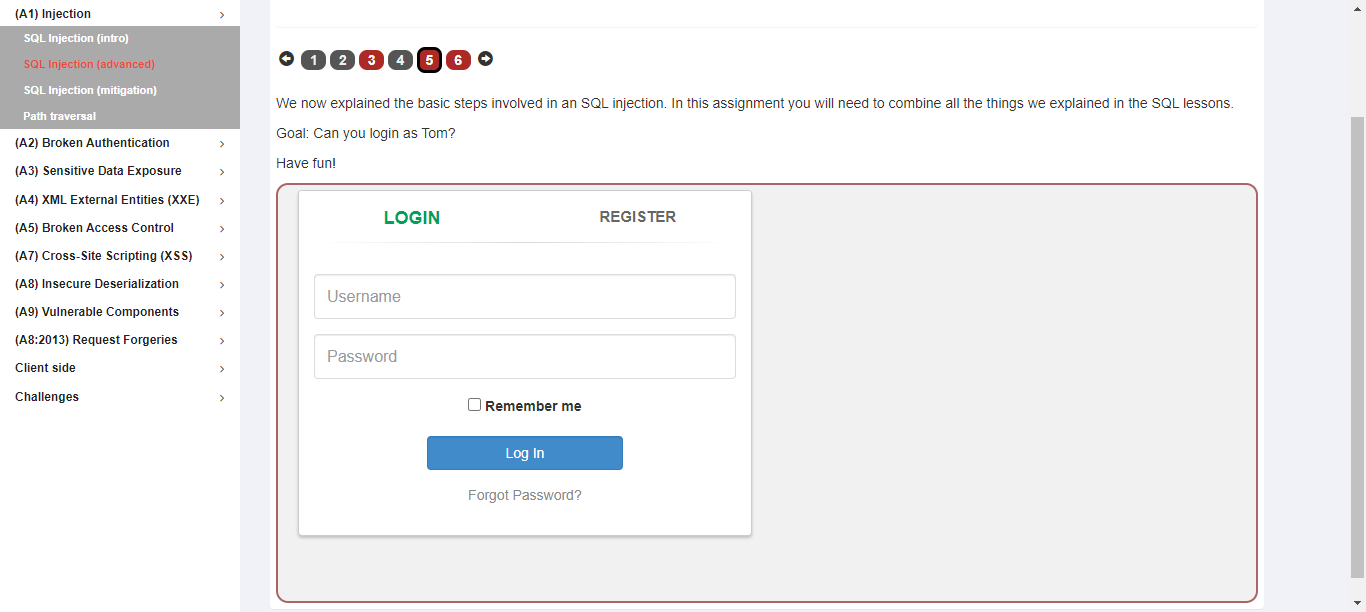 (A1) Injection
SQL Injection (intro)
SQL Injection (advanced)
SQL Injection (mitigation)
Path traversal
(A2) Broken Authentication
(A3) Sensitive Data Exposure
(A4) XML External Entities (XXE)
(A5) Broken Access Control
(A7) Cross-Site Scripting (XSS)
(A8) Insecure Deserialization
(A9) Vulnerable Components
(A8:2013) Request Forgeries
Client side
Challenges
1 2 3 4 5 6
We now explained the basic steps involved in an SQL injection. In this assignment you will need to combine all the things we explained in the SQL lessons.
Goal: Can you login as Tom?
Have fun!
LOGIN REGISTER
Username
Password
Remember me
Log In
Forgot Password?